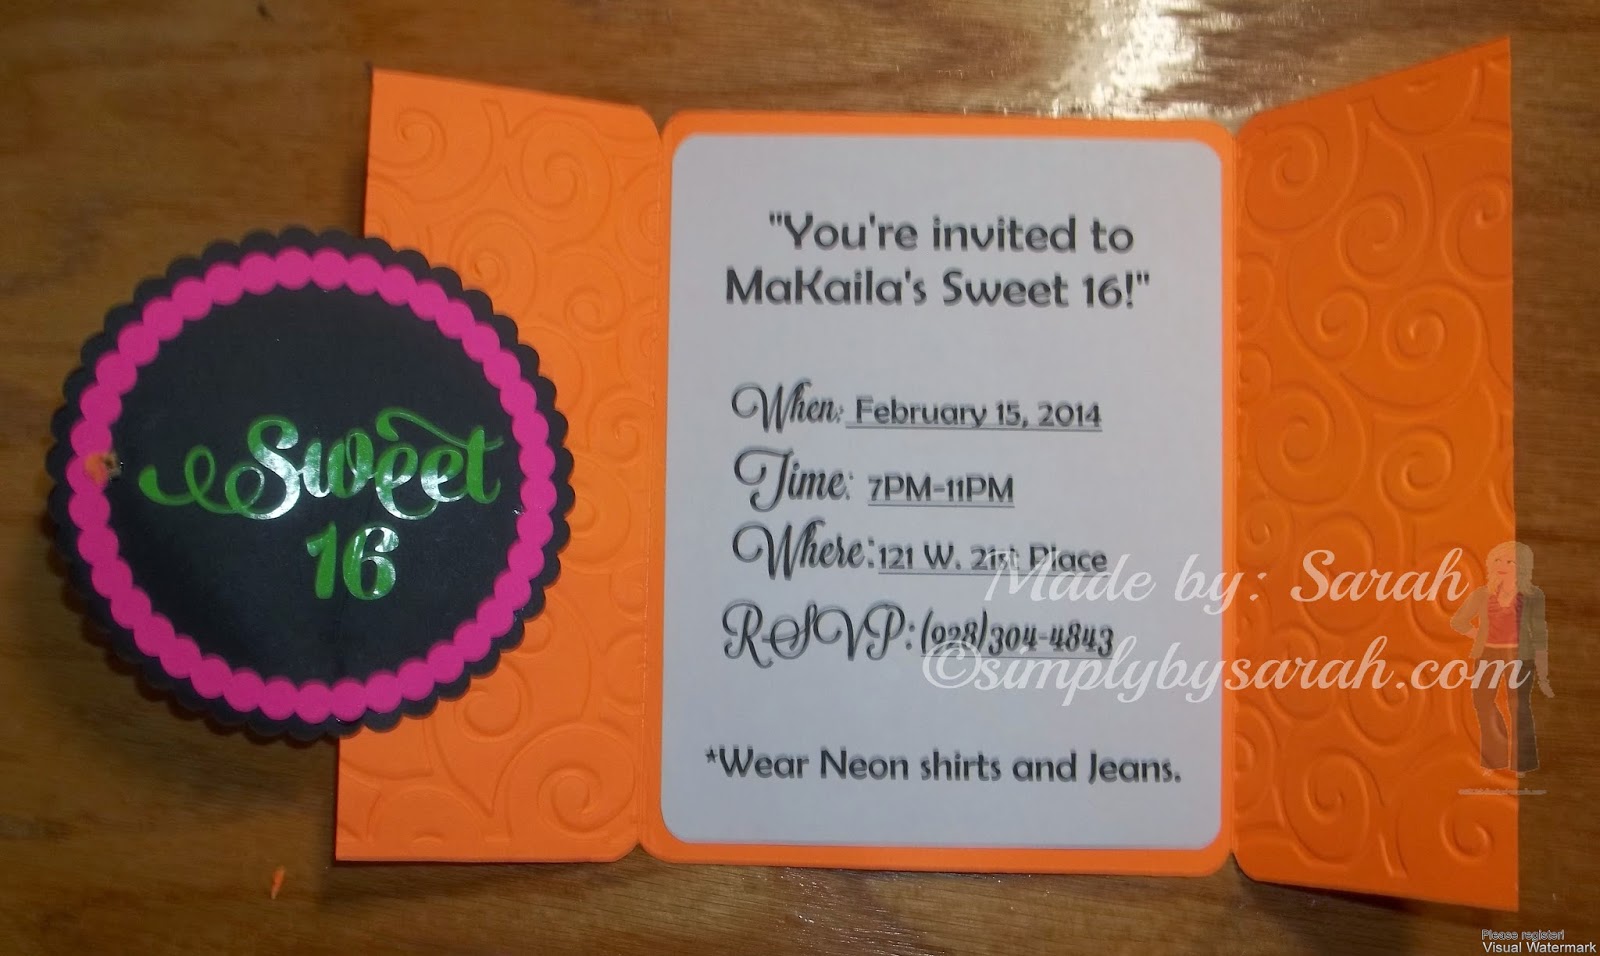 Sweet
16
"You're invited to
MaKaila's Sweet 16!"
When: February 15, 2014
Time: 7PM-11PM
Where: 121 W. 21st Place
RSVP: (928)304-4843
*Wear Neon shirts and Jeans.
Made by: Sarah
©simplybysarah.com
Please register!
Visual Watermark